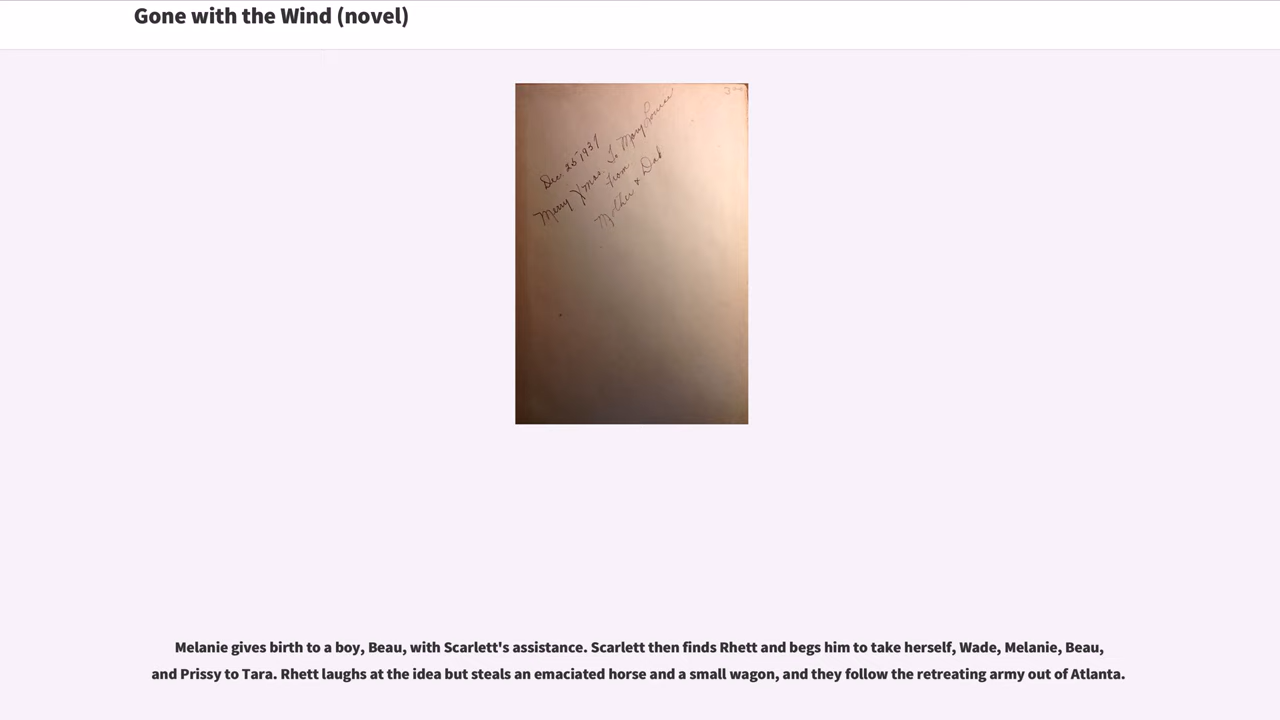 Gone with the Wind (novel)
Dec 25 1937
Merry Xmas. To Mary Louise
From
Mother & Dad
Melanie gives birth to a boy, Beau, with Scarlett's assistance. Scarlett then finds Rhett and begs him to take herself, Wade, Melanie, Beau,
and Prissy to Tara. Rhett laughs at the idea but steals an emaciated horse and a small wagon, and they follow the retreating army out of Atlanta.